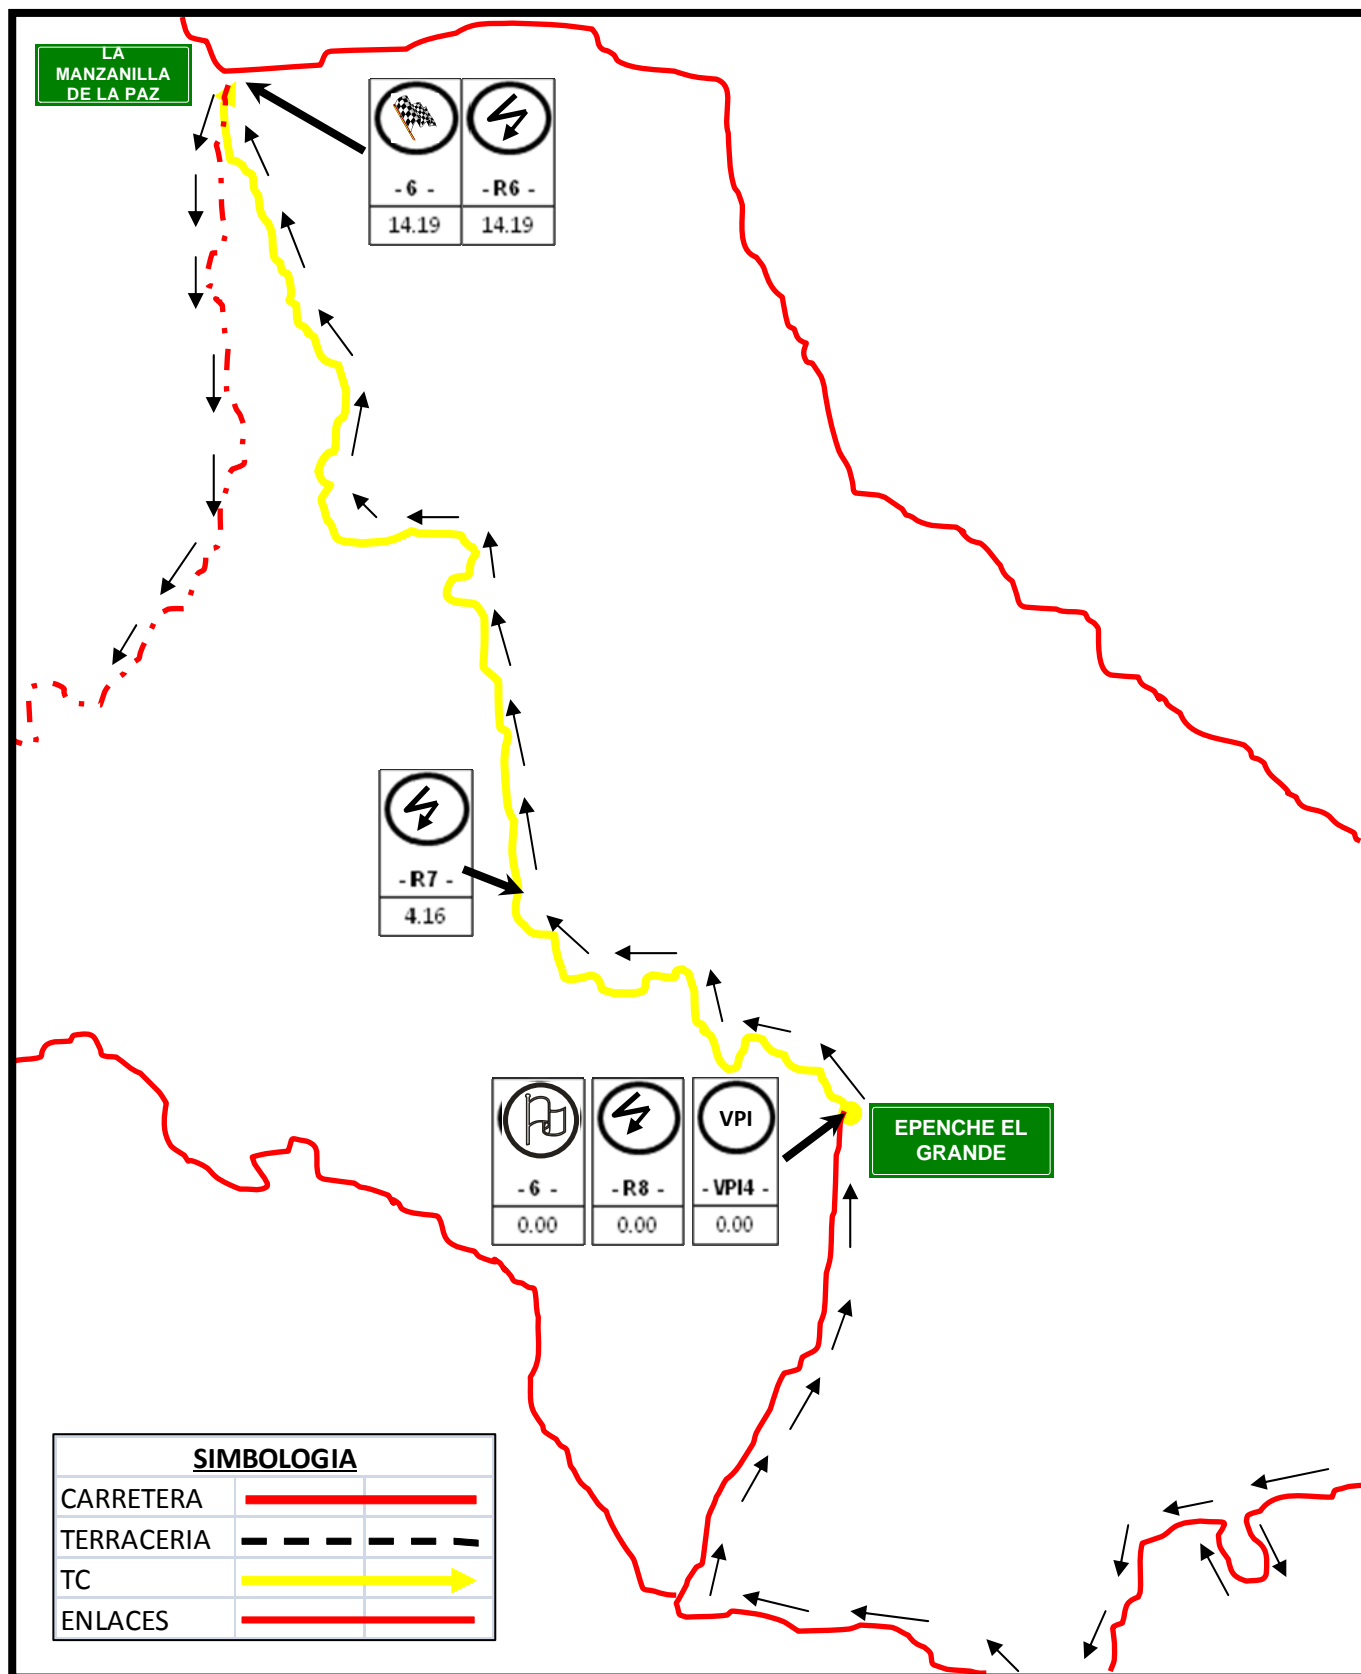 LA
MANZANILLA
DE LA PAZ
- 6 - - R6 -
14.19 14.19
- R7 -
4.16
VPI
- 6 - - R8 - - VPI4 -
0.00 0.00 0.00
EPENCHE EL
GRANDE
SIMBOLOGIA
CARRETERA
TERRACERIA
TC
ENLACES